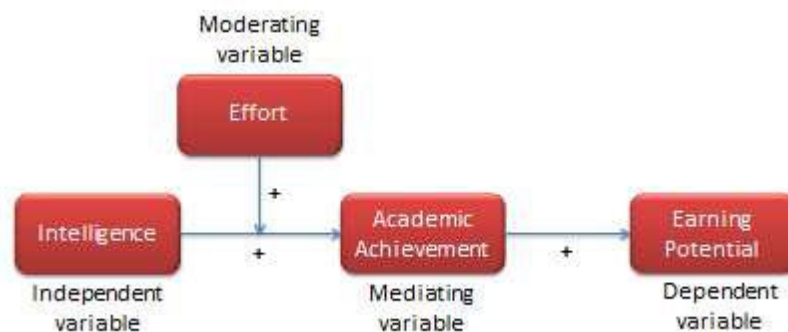 Moderating
variable
Effort
+
Intelligence
+
Academic
Achievement
+
Earning
Potential
Independent
variable
Mediating
variable
Dependent
variable